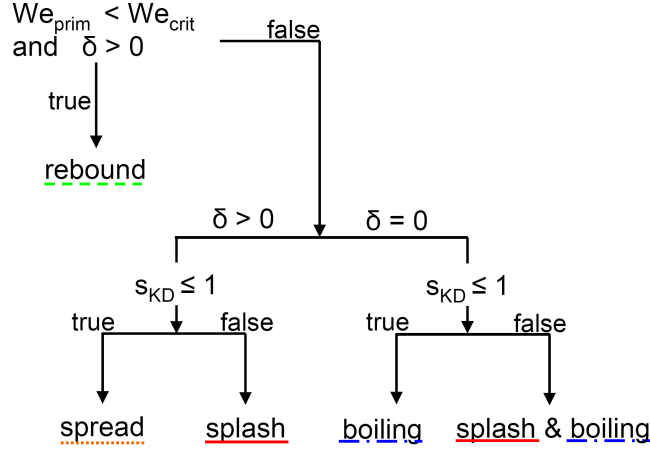 We_prim < We_crit
and δ > 0
false
true
rebound
δ > 0
δ = 0
s_KD ≤ 1
s_KD ≤ 1
true
false
true
false
spread
splash
boiling
splash & boiling